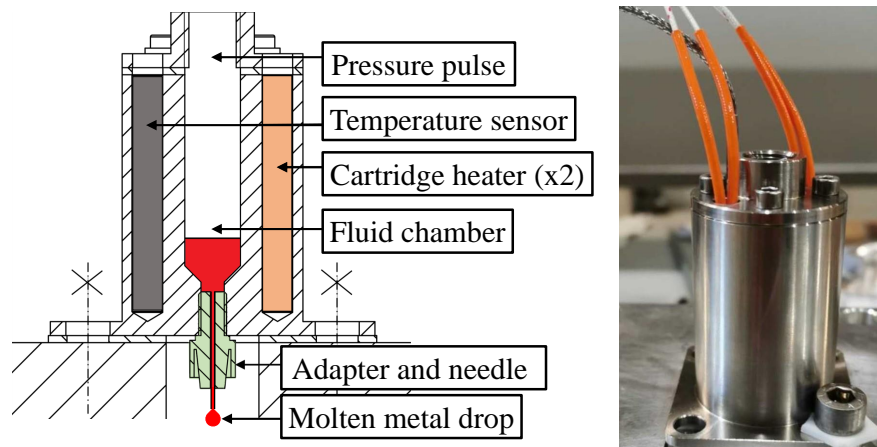 Pressure pulse
Temperature sensor
Cartridge heater (x2)
Fluid chamber
Adapter and needle
Molten metal drop